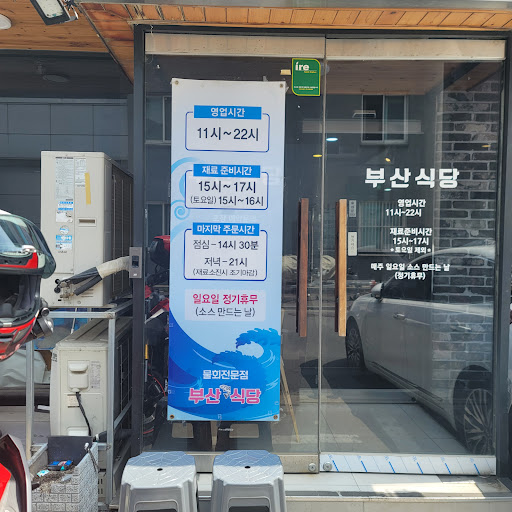 영업시간
11시~22시
재료 준비시간
15시~17시
(토요일) 15시~16시
마지막 주문시간
점심-14시 30분
저녁-21시
(재료소진시 조기마감)
일요일 정기휴무
(소스 만드는 날)
물회전문점
부산 식당
ire
부산식당
영업시간
11시~22시
재료준비시간
15시~17시
*토요일 제외*
매주 일요일 소스 만드는 날
(정기휴무)